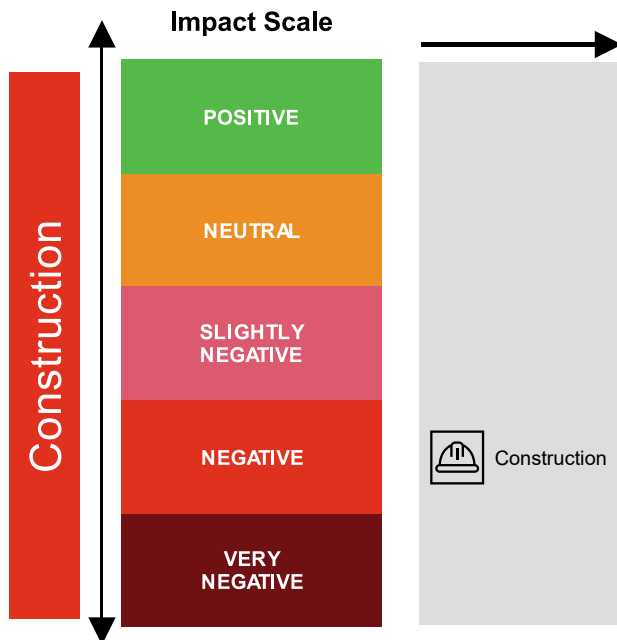 Impact Scale
Construction
POSITIVE
NEUTRAL
SLIGHTLY
NEGATIVE
NEGATIVE
Construction
VERY
NEGATIVE